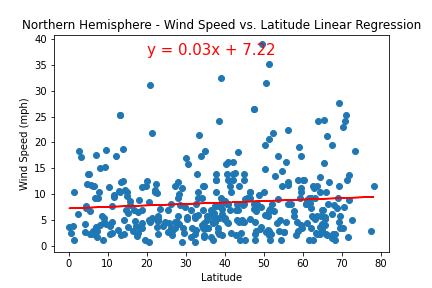 Northern Hemisphere - Wind Speed vs. Latitude Linear Regression
y = 0.03x + 7.22
Wind Speed (mph)
40
35
30
25
20
15
10
5
0
0 10 20 30 40 50 60 70 80
Latitude